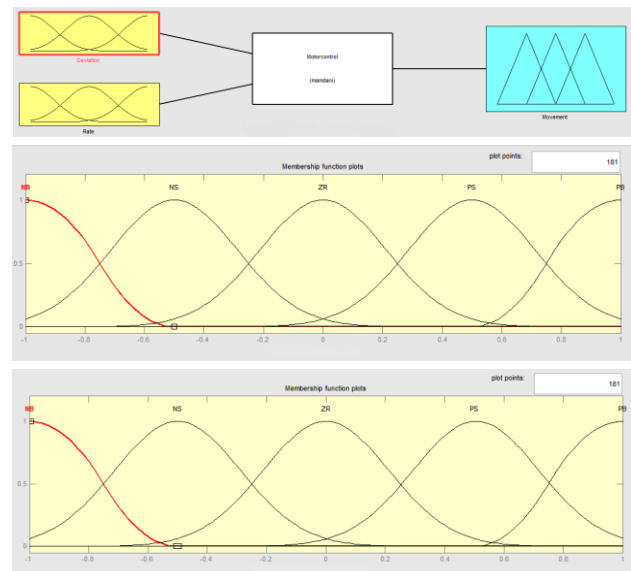 Deviation
Motorcontrol
(mamdani)
Rate
Movement
plot points:
181
Membership function plots
NB NS ZR PS PB
1
0.5
0
-1 -0.8 -0.6 -0.4 -0.2 0 0.2 0.4 0.6 0.8 1
plot points:
181
Membership function plots
NB NS ZR PS PB
1
0.5
0
-1 -0.8 -0.6 -0.4 -0.2 0 0.2 0.4 0.6 0.8 1